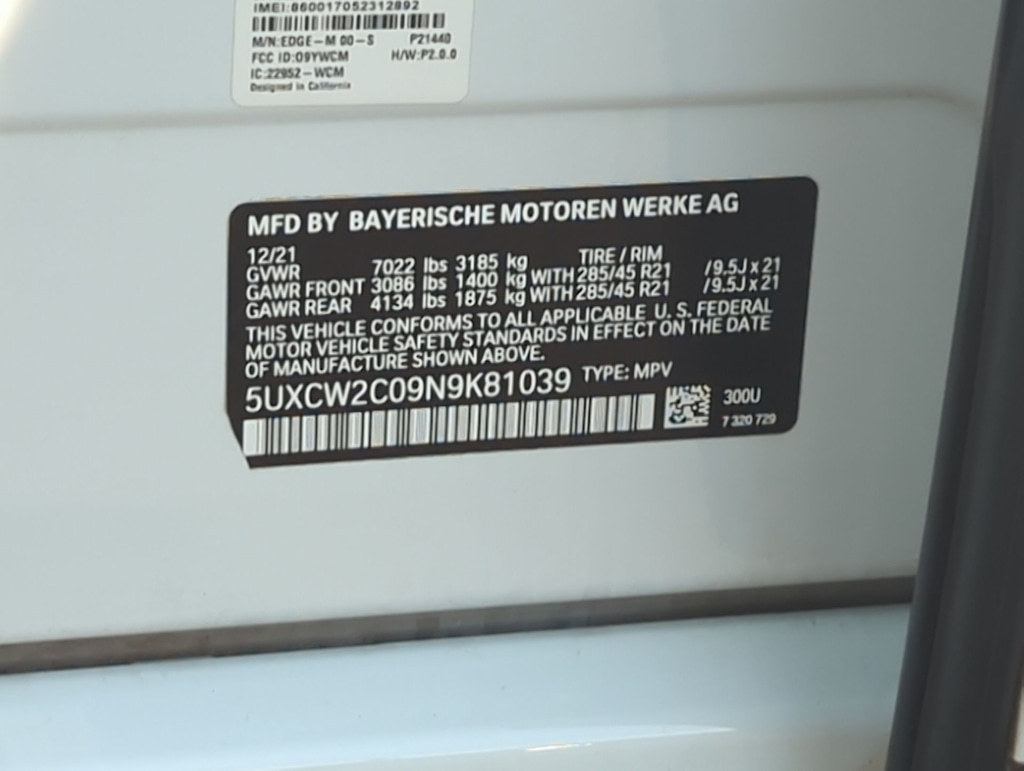 IMEI:860017052312892
M/N:EDGE-M 00-S P21440
FCC ID:O9YWCM H/W:P2.0.0
IC:22952-WCM
Designed in California
MFD BY BAYERISCHE MOTOREN WERKE AG
12/21 TIRE / RIM
GVWR 7022 lbs 3185 kg
GAWR FRONT 3086 lbs 1400 kg WITH 285/45 R21 /9.5J x 21
GAWR REAR 4134 lbs 1875 kg WITH 285/45 R21 /9.5J x 21
THIS VEHICLE CONFORMS TO ALL APPLICABLE U. S. FEDERAL
MOTOR VEHICLE SAFETY STANDARDS IN EFFECT ON THE DATE
OF MANUFACTURE SHOWN ABOVE.
5UXCW2C09N9K81039 TYPE: MPV
300U
7 320 729